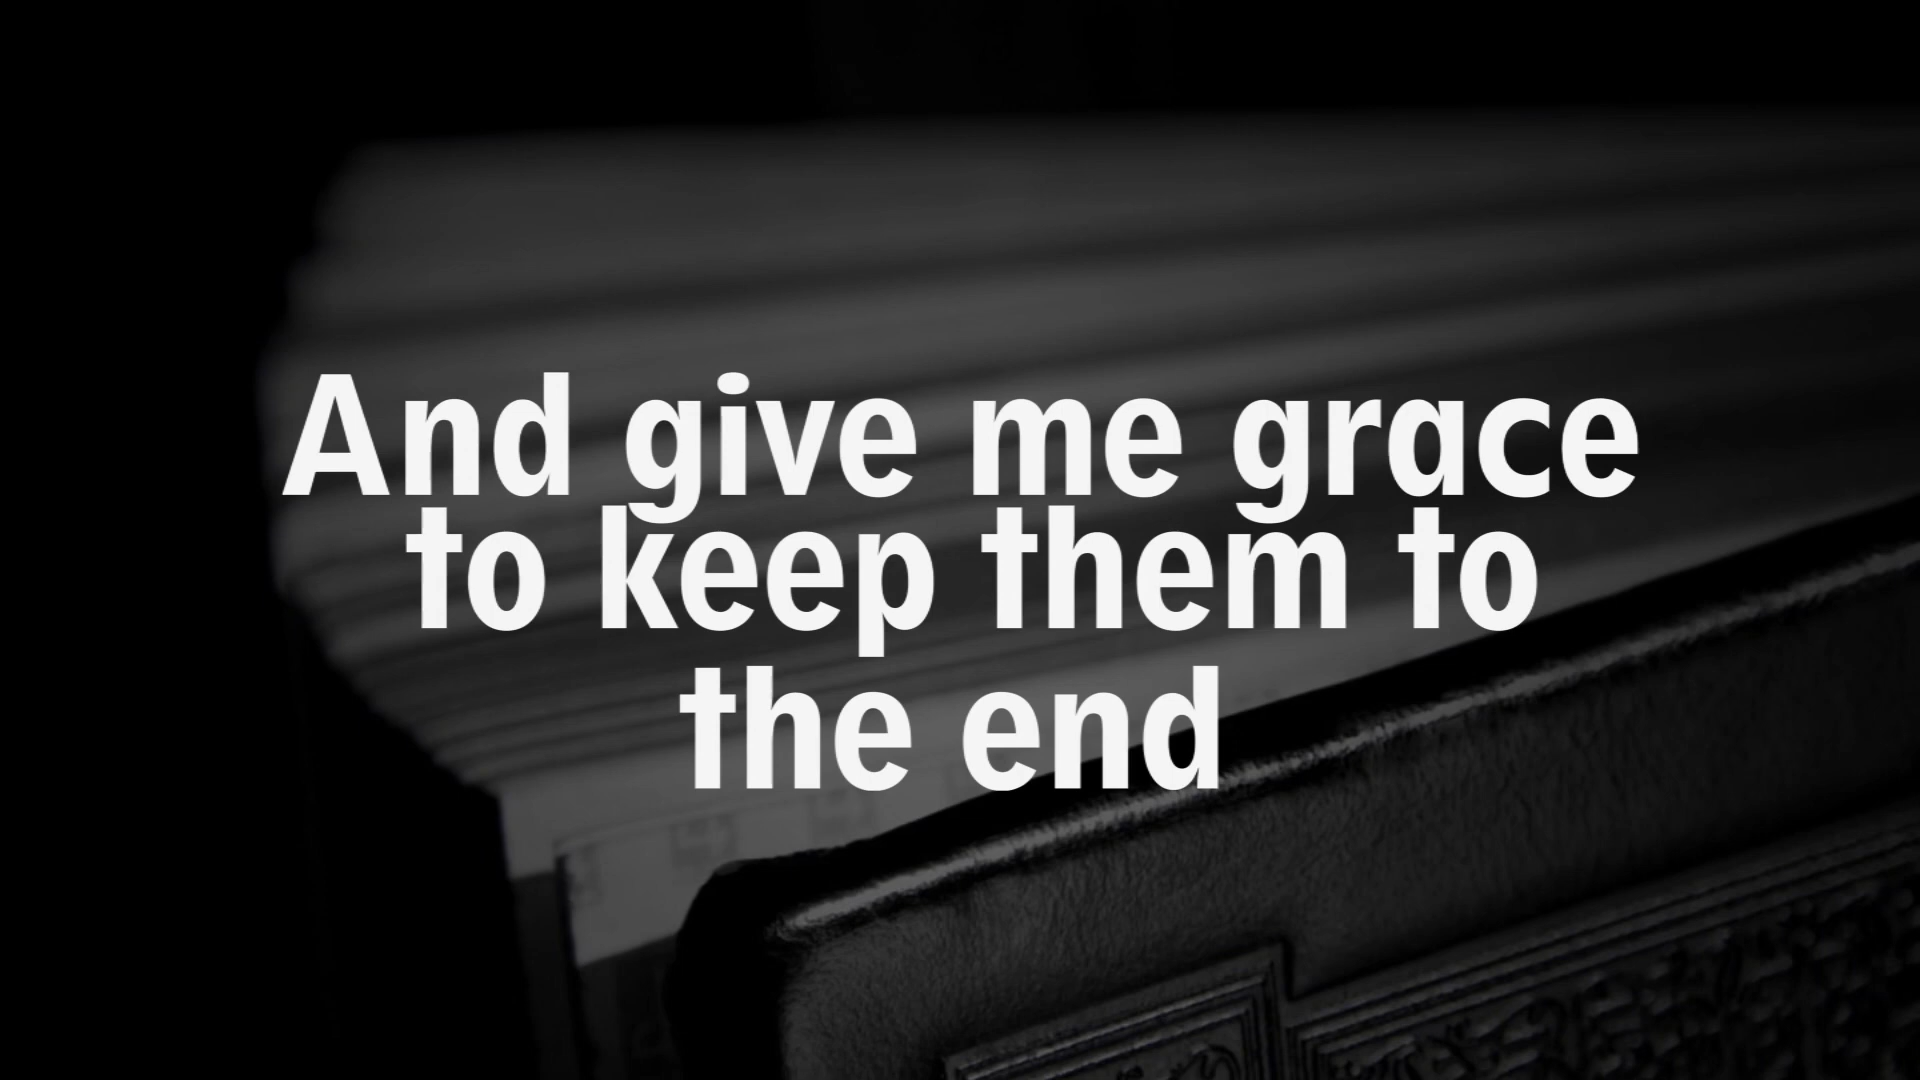 And give me grace
to keep them to
the end